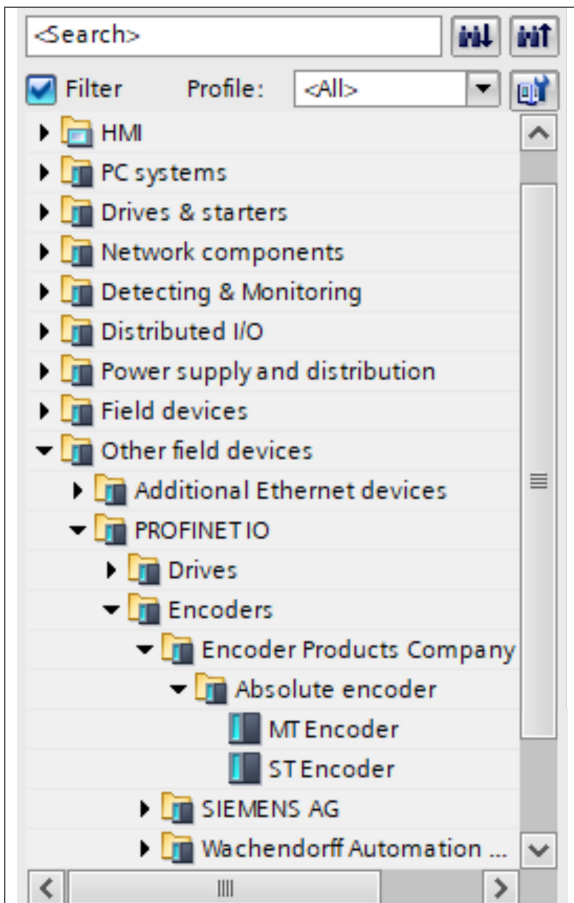 <Search>
Filter Profile: <All>
HMI
PC systems
Drives & starters
Network components
Detecting & Monitoring
Distributed I/O
Power supply and distribution
Field devices
Other field devices
Additional Ethernet devices
PROFINET IO
Drives
Encoders
Encoder Products Company
Absolute encoder
MT Encoder
ST Encoder
SIEMENS AG
Wachendorff Automation ...